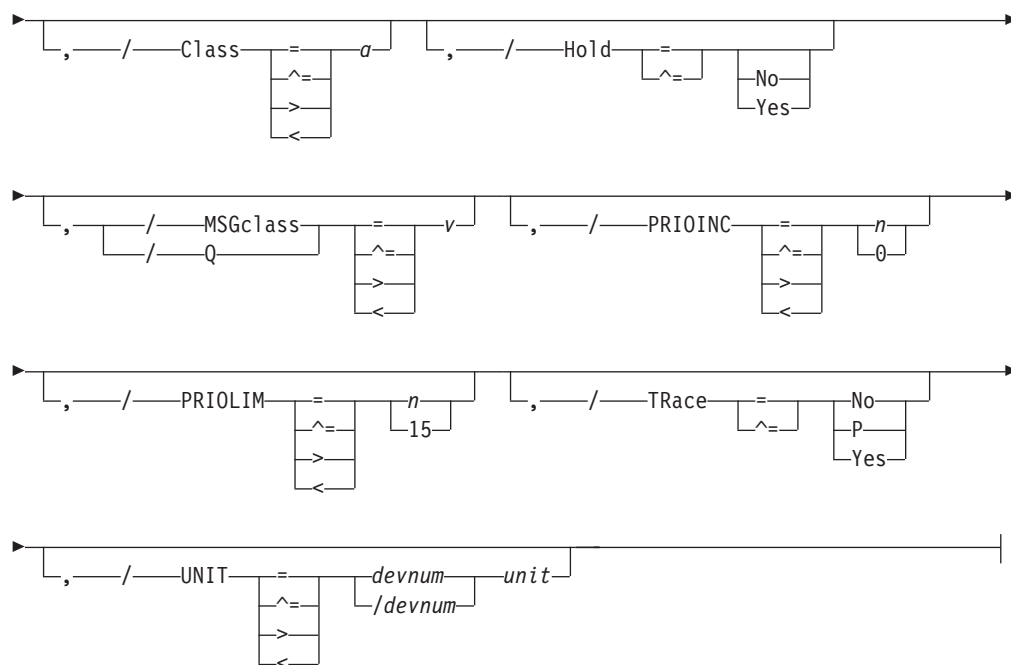 , / Class = a , / Hold =
^= ^= No
> Yes
<
, / MSGclass = v , / PRIOINC = n
/ Q ^= ^= 0
> >
< <
, / PRIOLIM = n , / TRace = No
^= 15 ^= P
> Yes
<
, / UNIT = devnum unit
^= /devnum
>
<